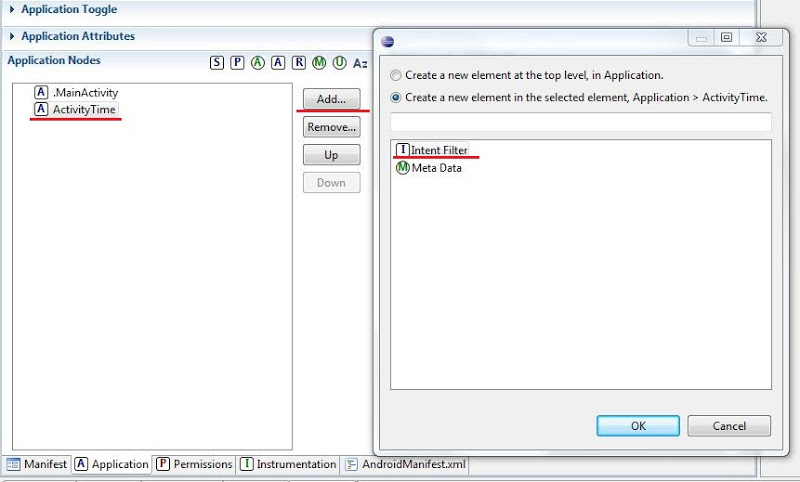 Application Toggle
Application Attributes
Application Nodes
S P A A R M U Az
A .MainActivity
A ActivityTime
Add...
Remove...
Up
Down
Create a new element at the top level, in Application.
Create a new element in the selected element, Application > ActivityTime.
I Intent Filter
M Meta Data
OK
Cancel
Manifest A Application P Permissions I Instrumentation AndroidManifest.xml